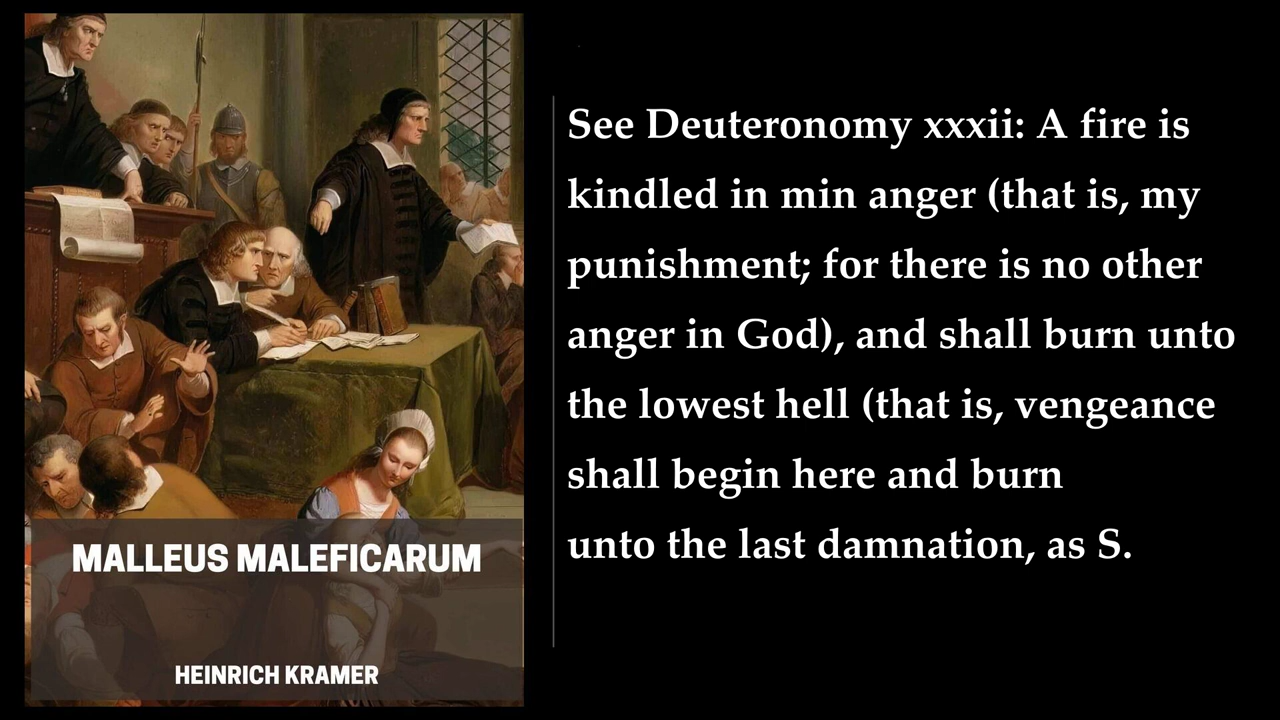 MALLEUS MALEFICARUM
HEINRICH KRAMER
See Deuteronomy xxxii: A fire is
kindled in min anger (that is, my
punishment; for there is no other
anger in God), and shall burn unto
the lowest hell (that is, vengeance
shall begin here and burn
unto the last damnation, as S.